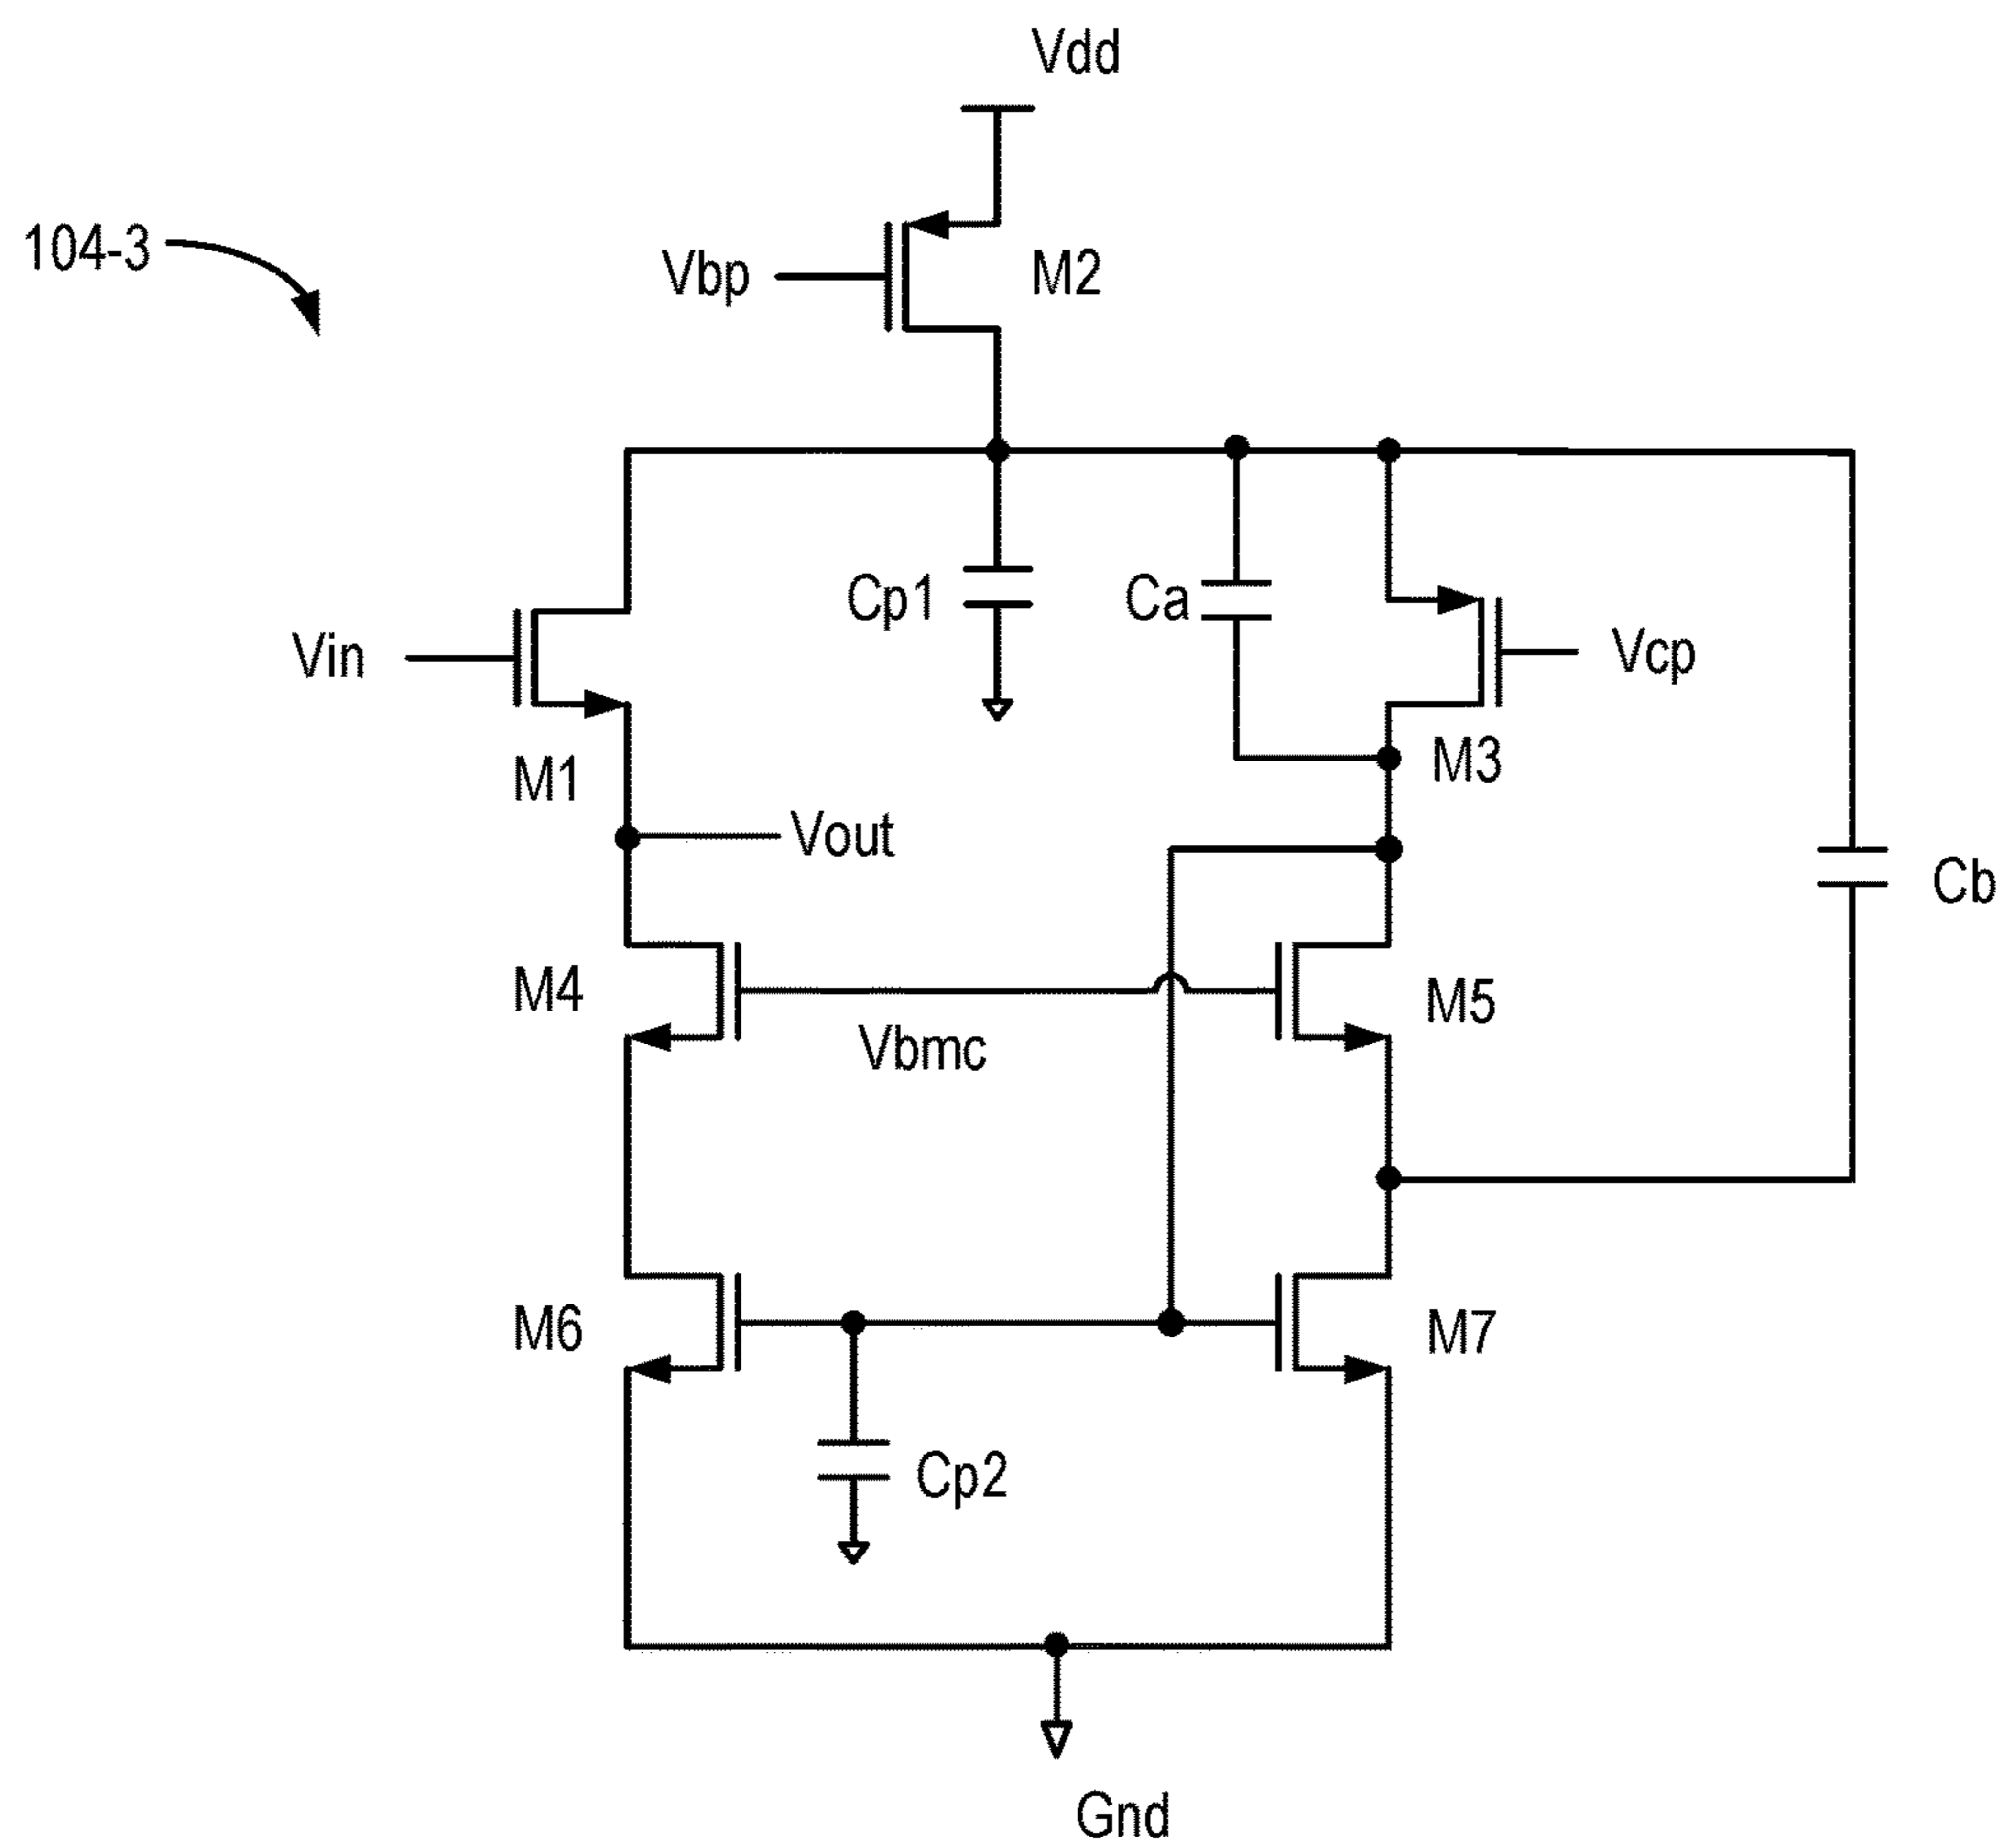 Vdd
104-3
Vbp
M2
Cp1
Ca
Vin
Vcp
M1
M3
Vout
Cb
M4
M5
Vbmc
M6
M7
Cp2
Gnd